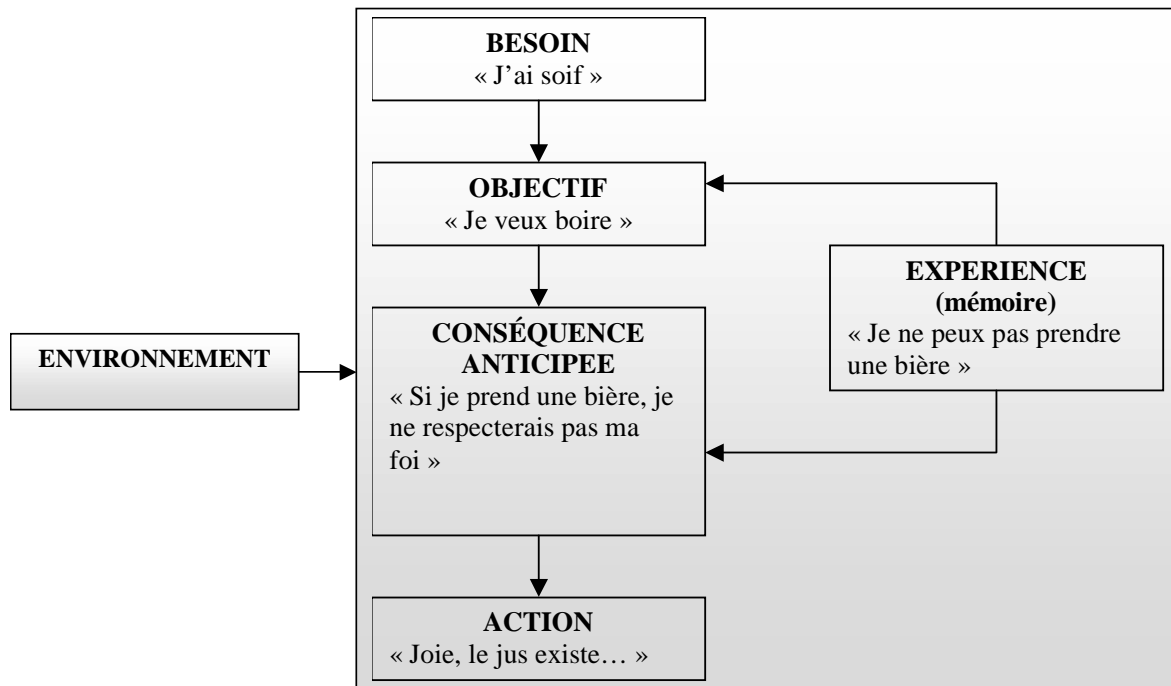 BESOIN
« J’ai soif »
OBJECTIF
« Je veux boire »
EXPERIENCE
(mémoire)
« Je ne peux pas prendre
une bière »
ENVIRONNEMENT
CONSÉQUENCE
ANTICIPEE
« Si je prend une bière, je
ne respecterais pas ma
foi »
ACTION
« Joie, le jus existe… »